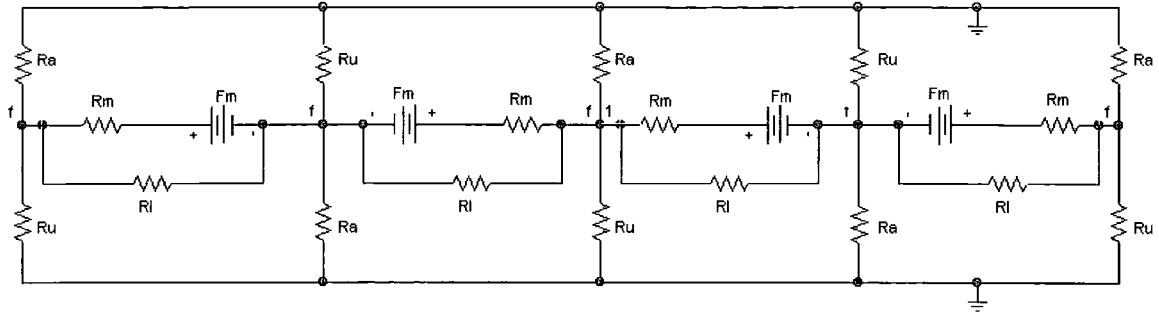 Ra Ru Ra Ru Ra
Rm Fm Fm Rm Rm Fm Fm Rm
f f f f f f
+ - - + + - - +
Rl Rl Rl Rl
Ru Ra Ru Ra Ru